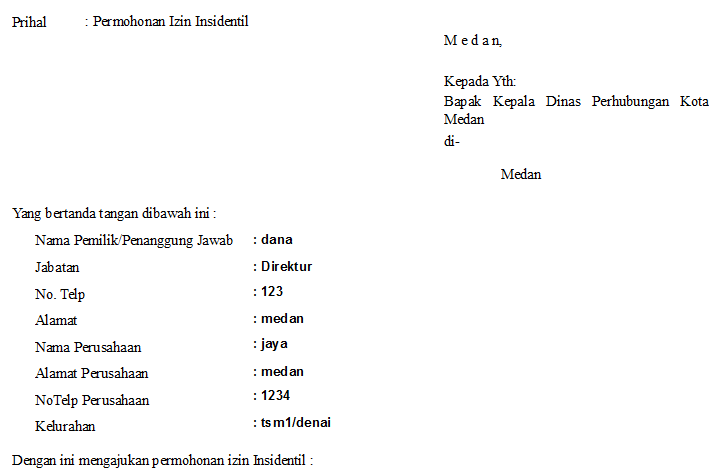 Prihal : Permohonan Izin Insidentil
M e d a n,
Kepada Yth:
Bapak Kepala Dinas Perhubungan Kota
Medan
di-
Medan
Yang bertanda tangan dibawah ini :
Nama Pemilik/Penanggung Jawab : dana
Jabatan : Direktur
No. Telp : 123
Alamat : medan
Nama Perusahaan : jaya
Alamat Perusahaan : medan
NoTelp Perusahaan : 1234
Kelurahan : tsm1/denai
Dengan ini mengajukan permohonan izin Insidentil :